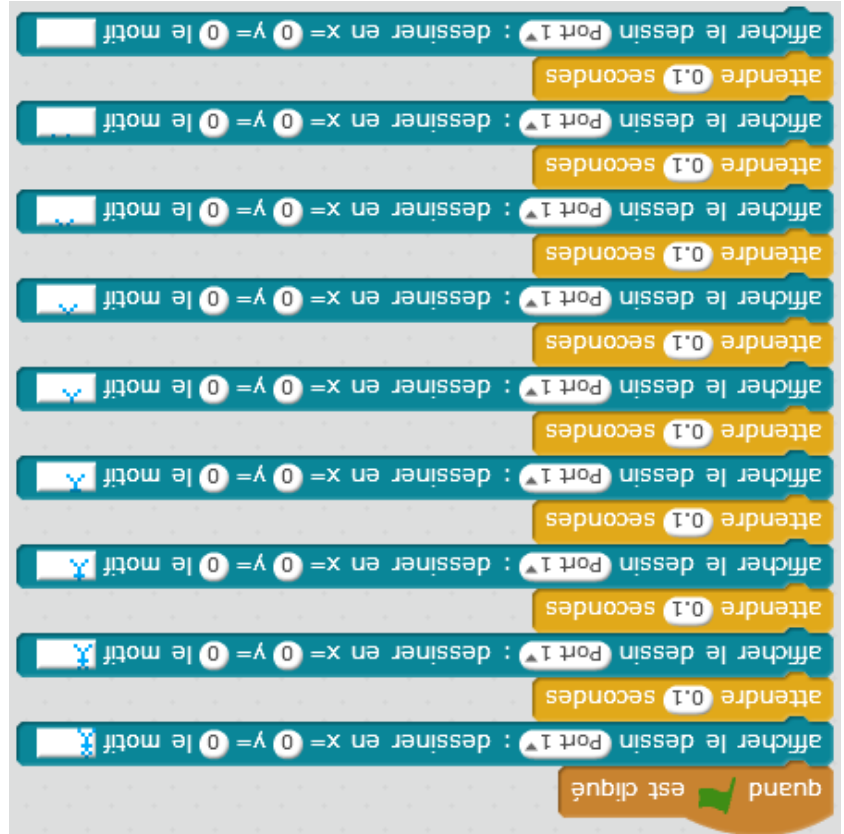 quand est cliqué
afficher le dessin Port 1 : dessiner en x= 0 y= 0 le motif
attendre 0.1 secondes
afficher le dessin Port 1 : dessiner en x= 0 y= 0 le motif
attendre 0.1 secondes
afficher le dessin Port 1 : dessiner en x= 0 y= 0 le motif
attendre 0.1 secondes
afficher le dessin Port 1 : dessiner en x= 0 y= 0 le motif
attendre 0.1 secondes
afficher le dessin Port 1 : dessiner en x= 0 y= 0 le motif
attendre 0.1 secondes
afficher le dessin Port 1 : dessiner en x= 0 y= 0 le motif
attendre 0.1 secondes
afficher le dessin Port 1 : dessiner en x= 0 y= 0 le motif
attendre 0.1 secondes
afficher le dessin Port 1 : dessiner en x= 0 y= 0 le motif
attendre 0.1 secondes
afficher le dessin Port 1 : dessiner en x= 0 y= 0 le motif